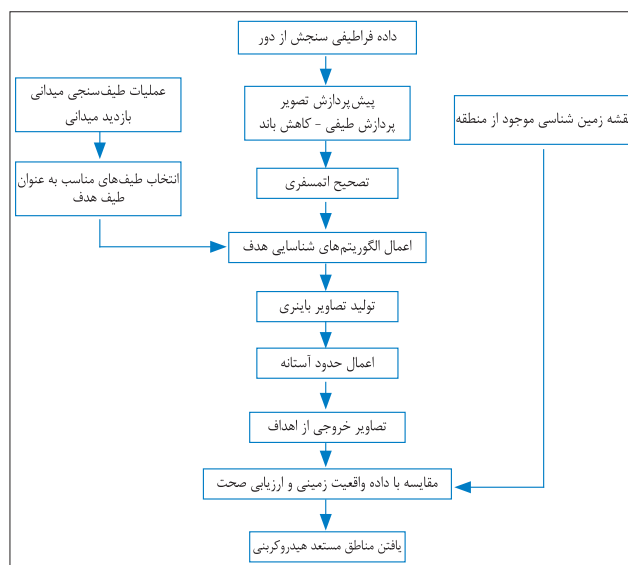 داده فراطیفی سنجش از دور
پیش‌پردازش تصویر
پردازش طیفی - کاهش باند
تصحیح اتمسفری
عملیات طیف‌سنجی میدانی
بازدید میدانی
انتخاب طیف‌های مناسب به عنوان
طیف هدف
نقشه زمین شناسی موجود از منطقه
اعمال الگوریتم‌های شناسایی هدف
تولید تصاویر باینری
اعمال حدود آستانه
تصاویر خروجی از اهداف
مقایسه با داده واقعیت زمینی و ارزیابی صحت
یافتن مناطق مستعد هیدروکربنی